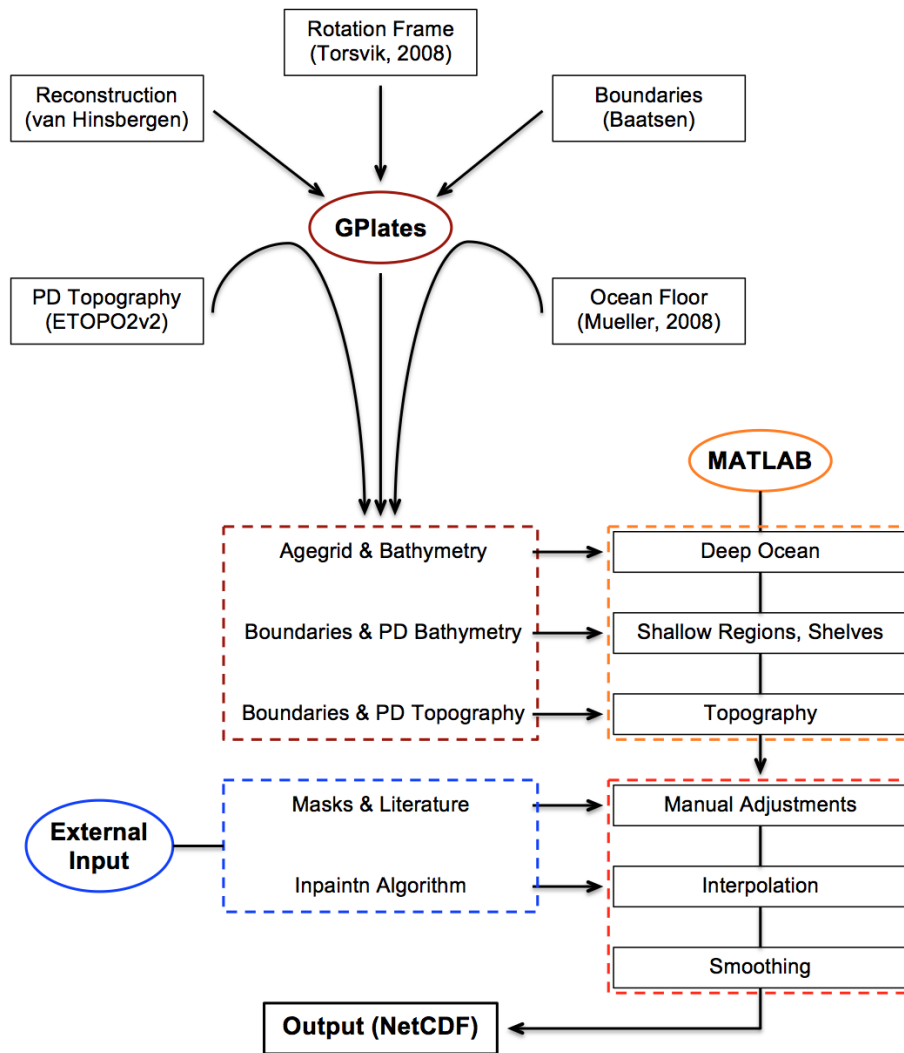 Rotation Frame
(Torsvik, 2008)
Reconstruction
(van Hinsbergen)
Boundaries
(Baatsen)
GPlates
PD Topography
(ETOPO2v2)
Ocean Floor
(Mueller, 2008)
MATLAB
Agegrid & Bathymetry
Deep Ocean
Boundaries & PD Bathymetry
Shallow Regions, Shelves
Boundaries & PD Topography
Topography
External
Input
Masks & Literature
Manual Adjustments
Inpaintn Algorithm
Interpolation
Smoothing
Output (NetCDF)